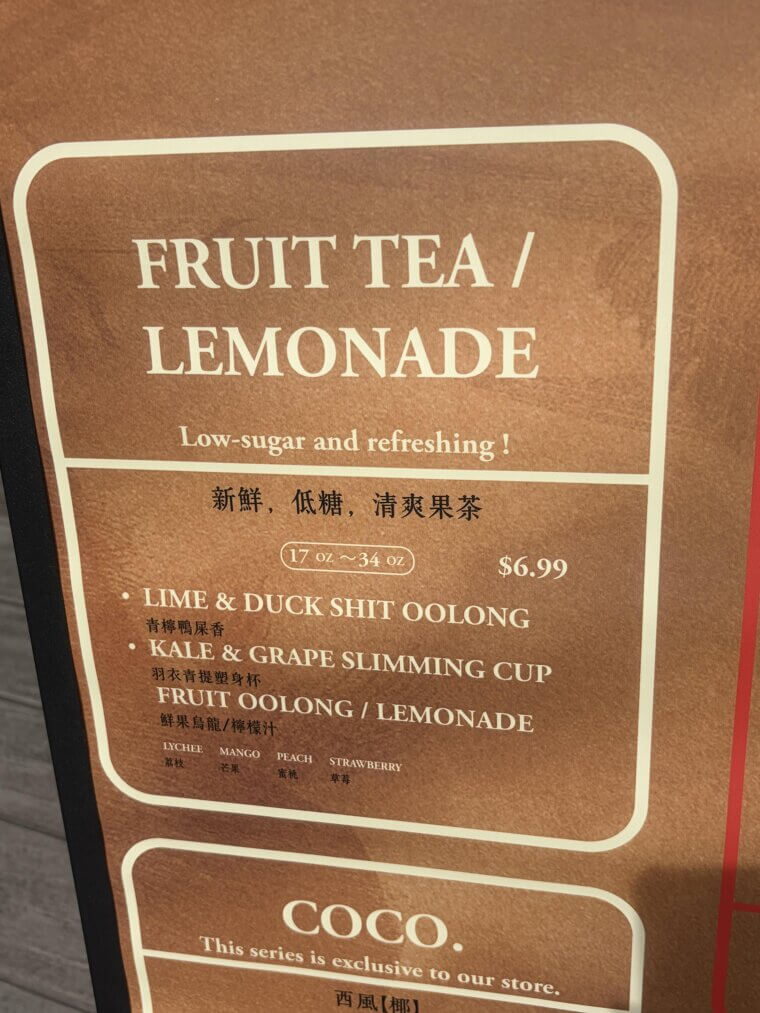 FRUIT TEA /
LEMONADE
Low-sugar and refreshing !
新鮮，低糖，清爽果茶
17 oz ~34 oz $6.99
• LIME & DUCK SHIT OOLONG
青檸鴨屎香
• KALE & GRAPE SLIMMING CUP
羽衣青提塑身杯
FRUIT OOLONG / LEMONADE
鮮果烏龍/檸檬汁
LYCHEE MANGO PEACH STRAWBERRY
荔枝 芒果 蜜桃 草莓
COCO.
This series is exclusive to our store.
西風【椰】